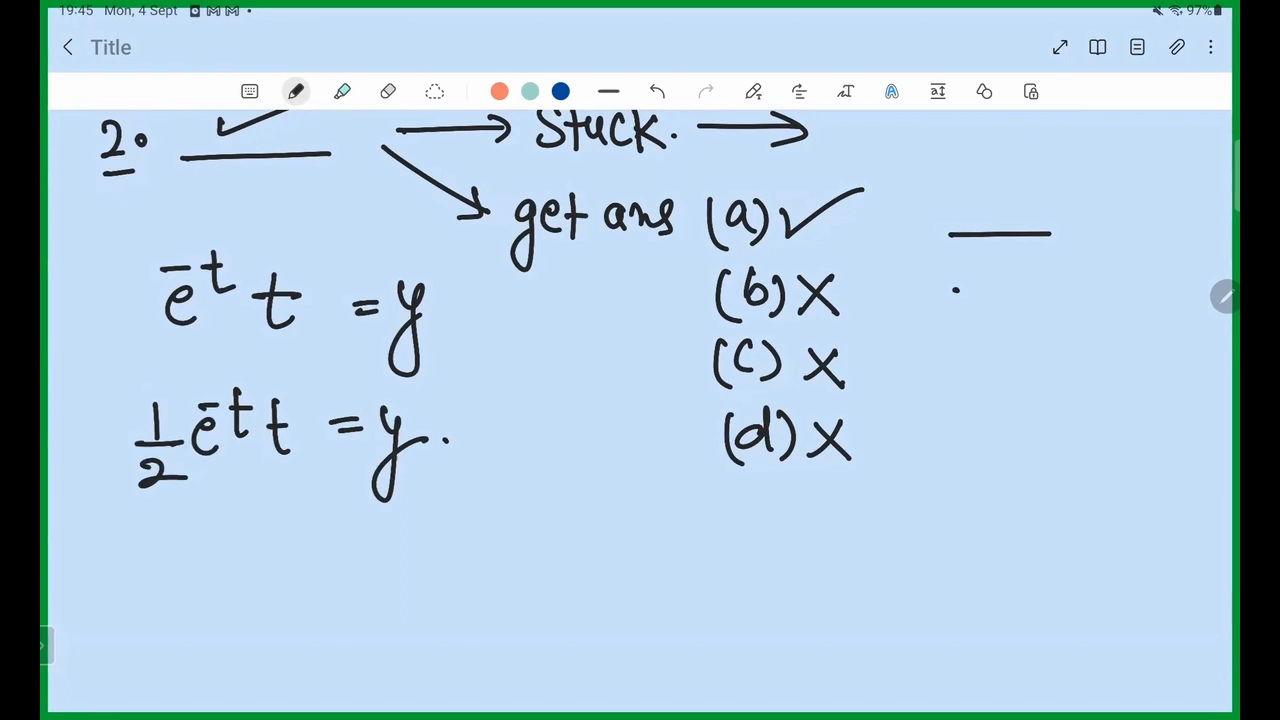 19:45 Mon, 4 Sept 97%
Title
2. → Stuck. →
get ans (a) ✓
e⁻ᵗ t = y
(b) X
(c) X
1/2 e⁻ᵗ t = y.
(d) X